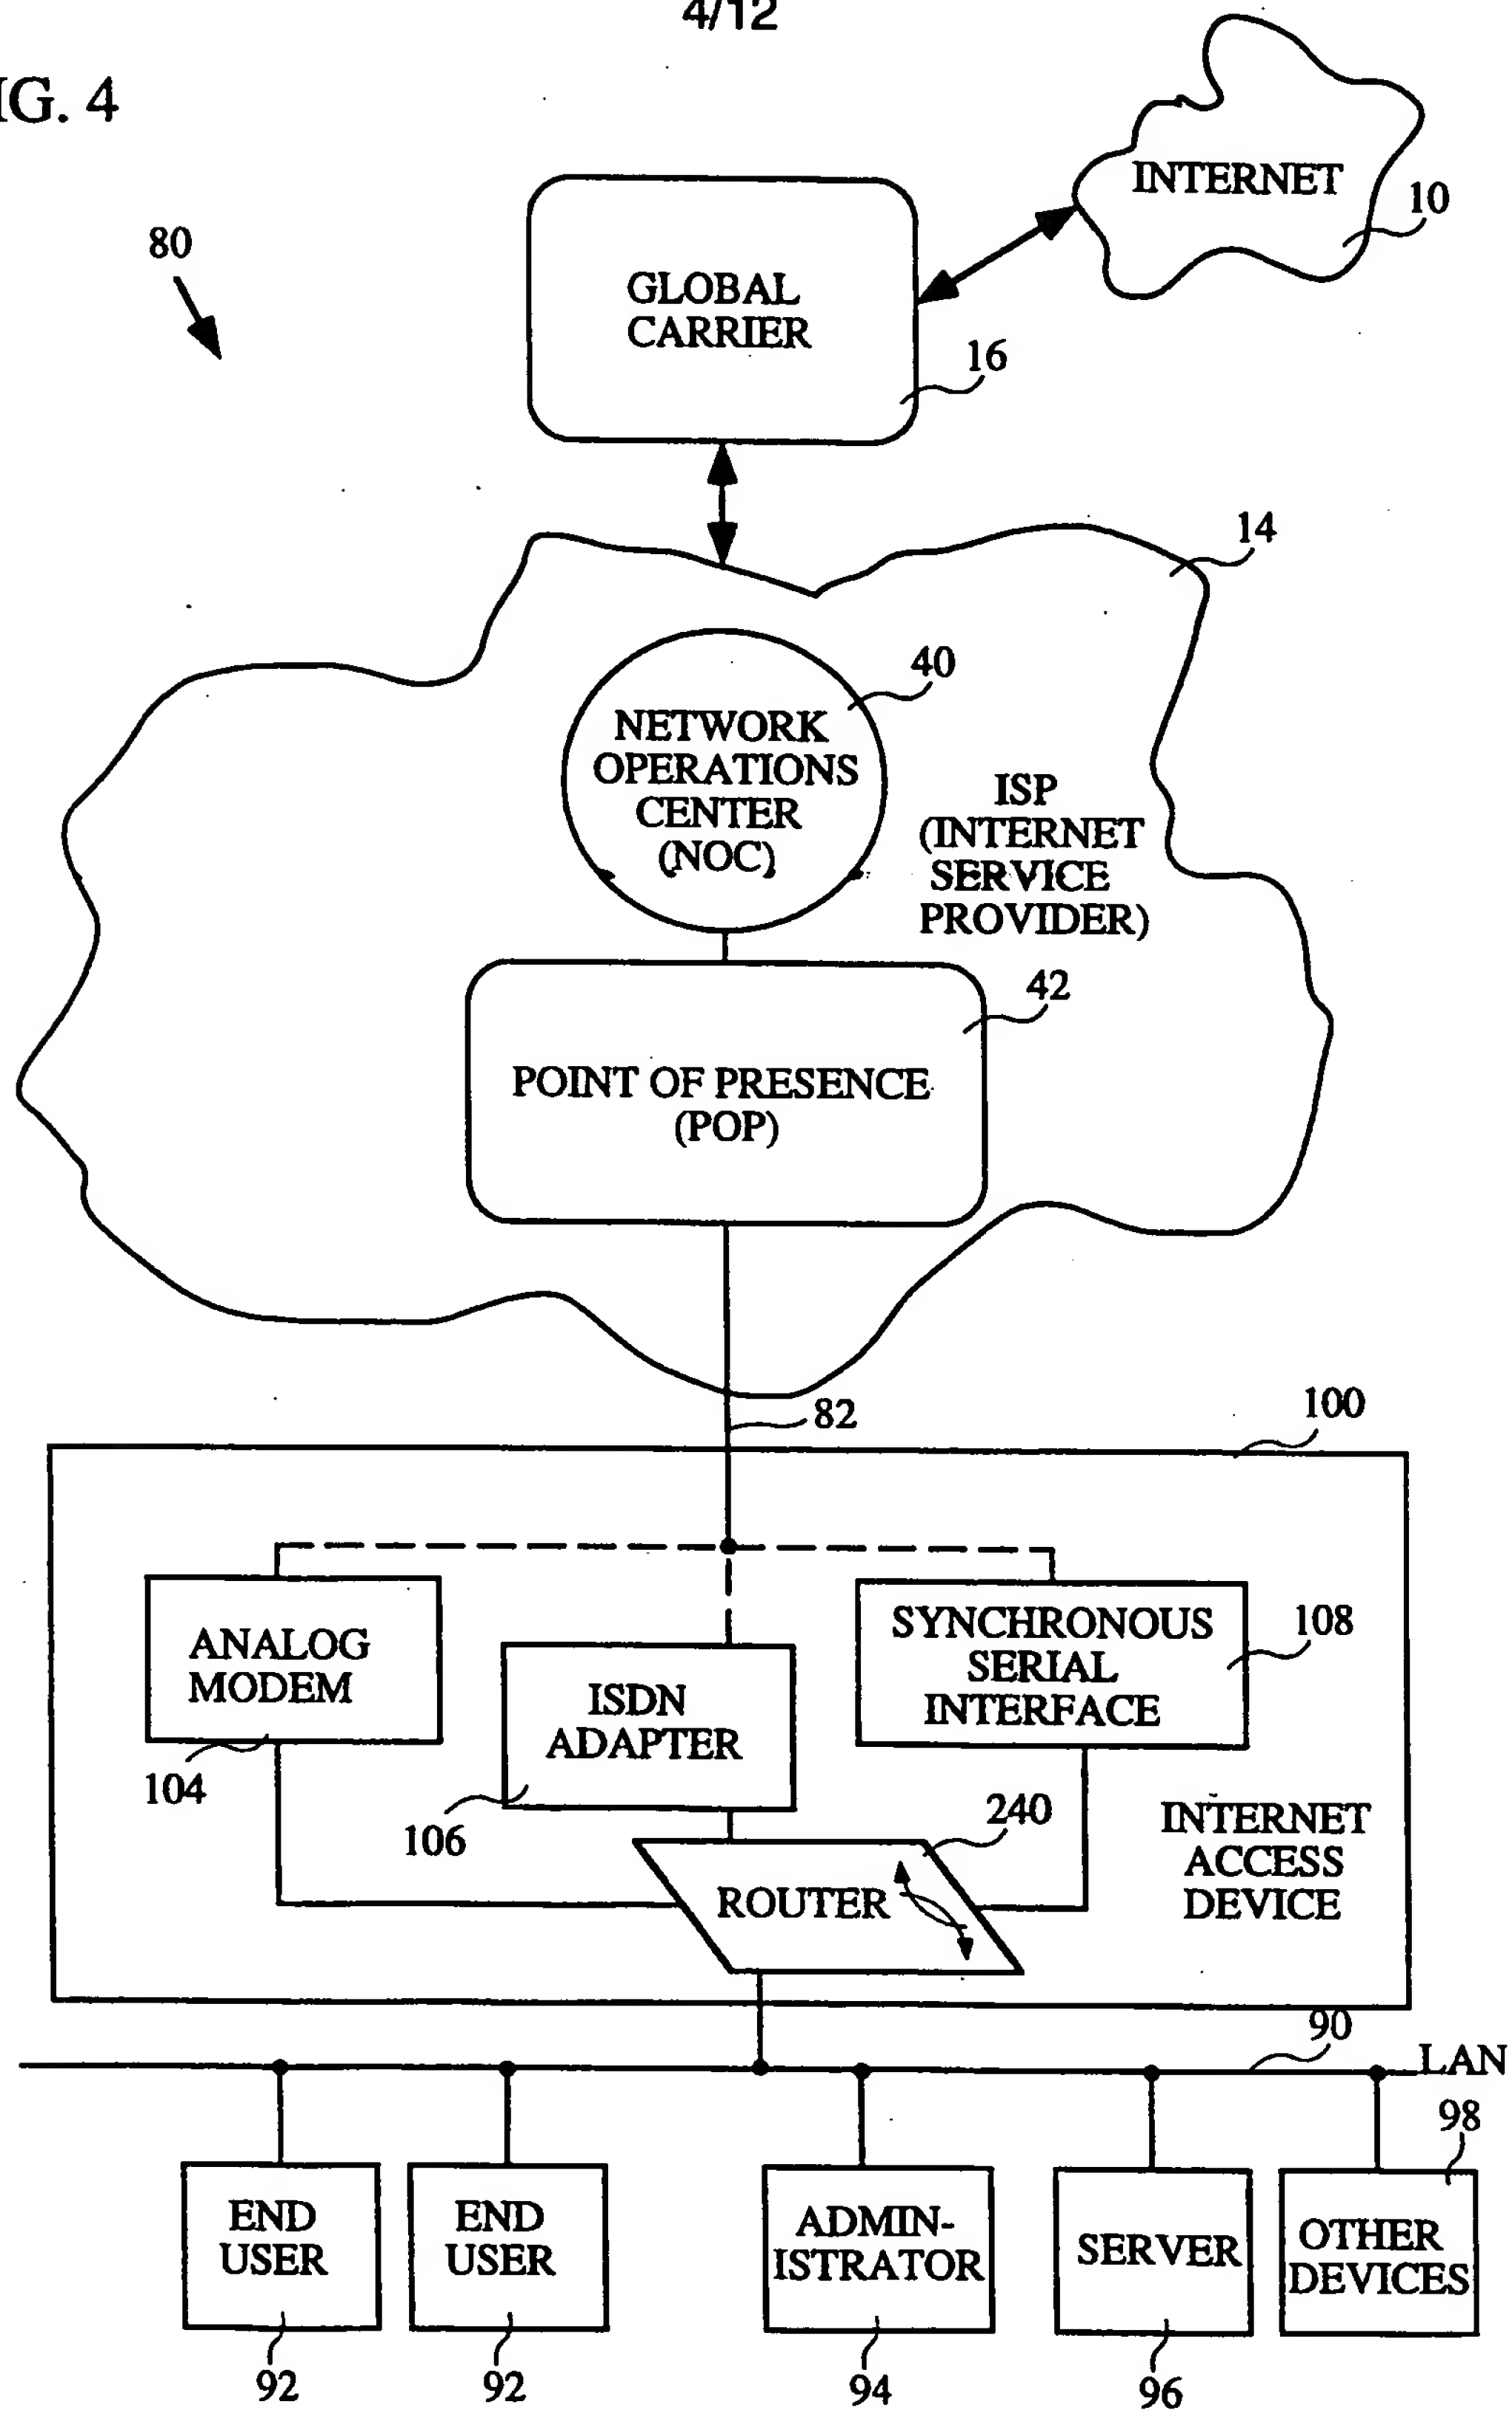 4/12
IG. 4
INTERNET
10
80
GLOBAL
CARRIER
16
14
40
NETWORK
OPERATIONS
CENTER
(NOC)
ISP
(INTERNET
SERVICE
PROVIDER)
42
POINT OF PRESENCE
(POP)
82
100
ANALOG
MODEM
SYNCHRONOUS
SERIAL
INTERFACE
108
ISDN
ADAPTER
104
106
240
INTERNET
ACCESS
DEVICE
ROUTER
90
LAN
98
END
USER
END
USER
ADMIN-
ISTRATOR
SERVER
OTHER
DEVICES
92
92
94
96